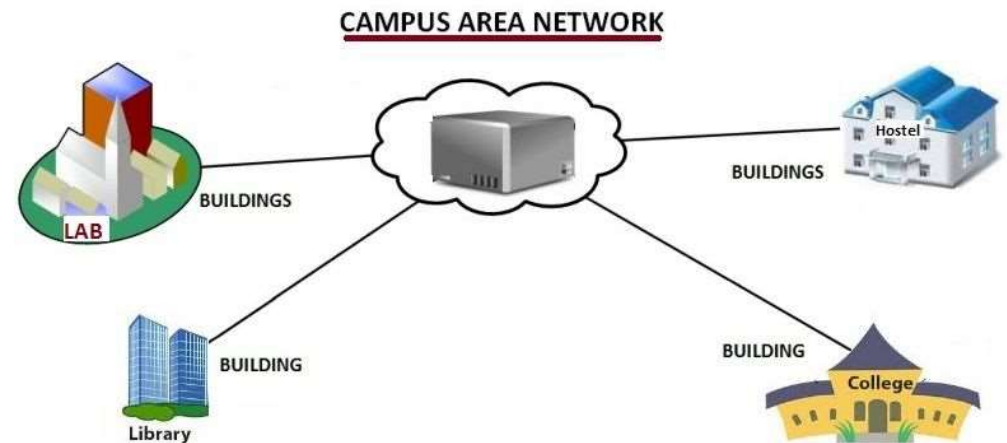 CAMPUS AREA NETWORK
Hostel
BUILDINGS
BUILDINGS
LAB
BUILDING
BUILDING
College
Library